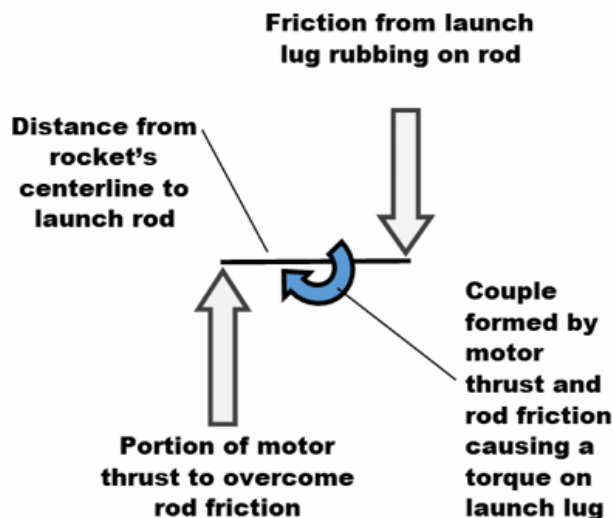 Friction from launch
lug rubbing on rod
Distance from
rocket's
centerline to
launch rod
Couple
formed by
motor
thrust and
rod friction
causing a
torque on
launch lug
Portion of motor
thrust to overcome
rod friction